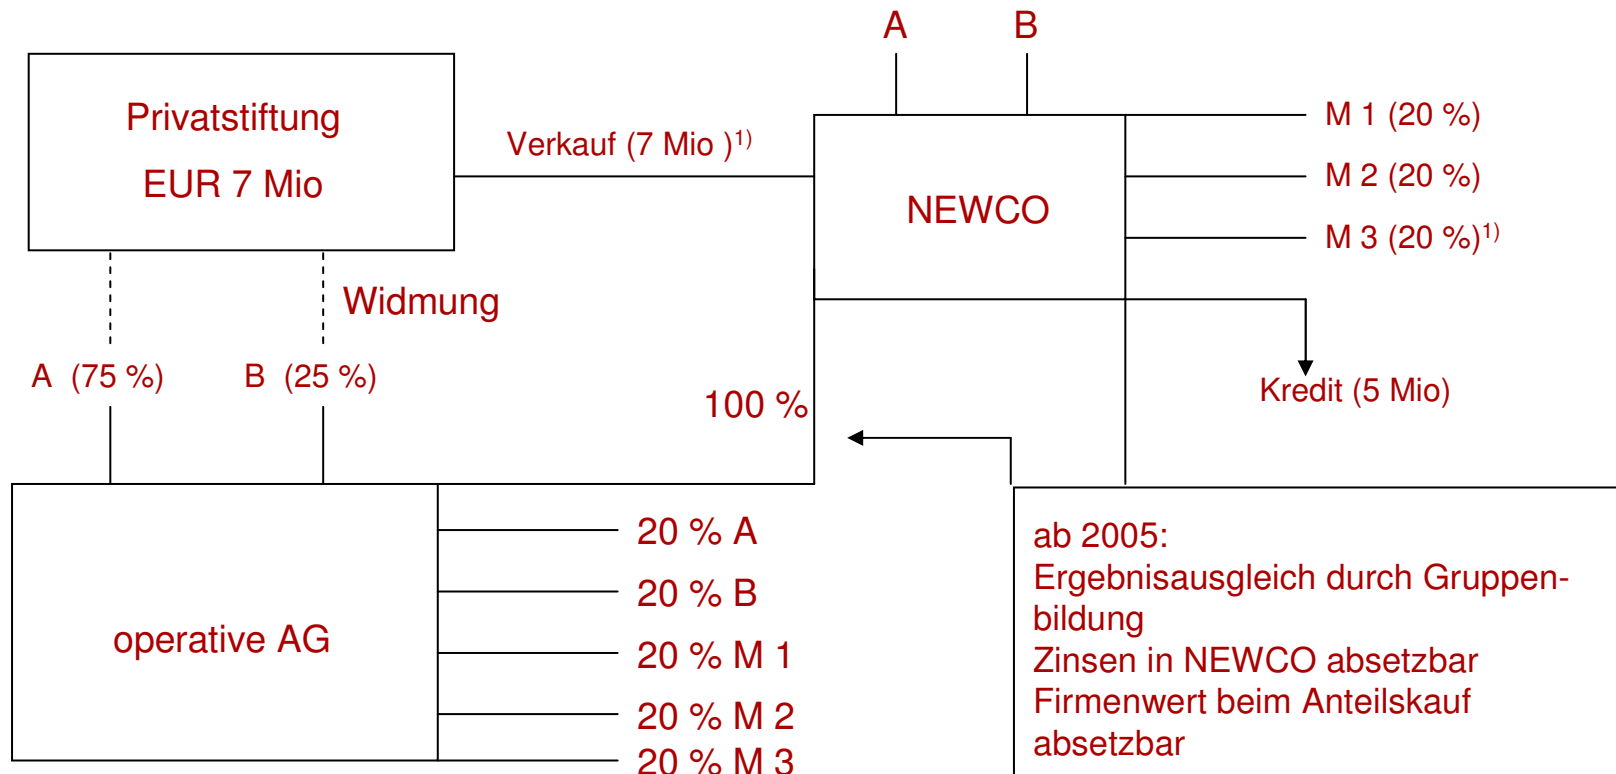 A B
Privatstiftung
EUR 7 Mio
Verkauf (7 Mio )1)
NEWCO
M 1 (20 %)
M 2 (20 %)
M 3 (20 %)1)
Widmung
A (75 %) B (25 %)
100 %
Kredit (5 Mio)
operative AG
20 % A
20 % B
20 % M 1
20 % M 2
20 % M 3
ab 2005:
Ergebnisausgleich durch Gruppen-
bildung
Zinsen in NEWCO absetzbar
Firmenwert beim Anteilskauf
absetzbar